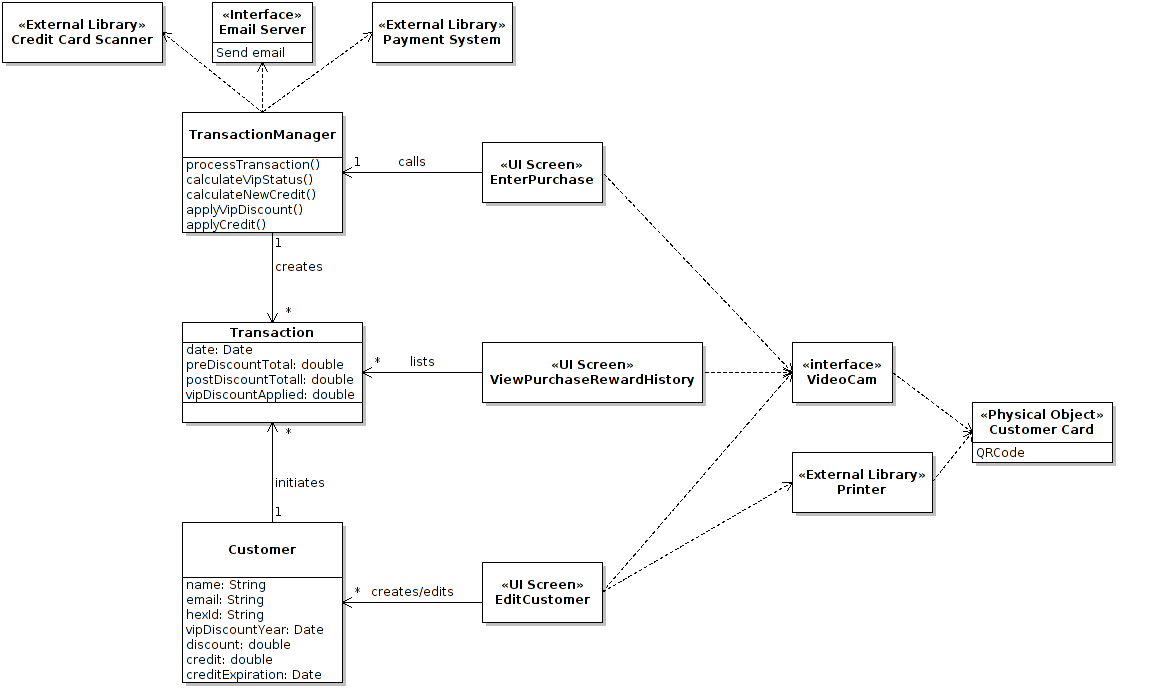 «External Library»
Credit Card Scanner
«Interface»
Email Server
Send email
«External Library»
Payment System
TransactionManager
processTransaction()
calculateVipStatus()
calculateNewCredit()
applyVipDiscount()
applyCredit()
1
calls
«UI Screen»
EnterPurchase
1
creates
*
Transaction
date: Date
preDiscountTotal: double
postDiscountTotall: double
vipDiscountApplied: double
*
lists
«UI Screen»
ViewPurchaseRewardHistory
«interface»
VideoCam
«Physical Object»
Customer Card
QRCode
*
initiates
1
«External Library»
Printer
Customer
name: String
email: String
hexId: String
vipDiscountYear: Date
discount: double
credit: double
creditExpiration: Date
*
creates/edits
«UI Screen»
EditCustomer